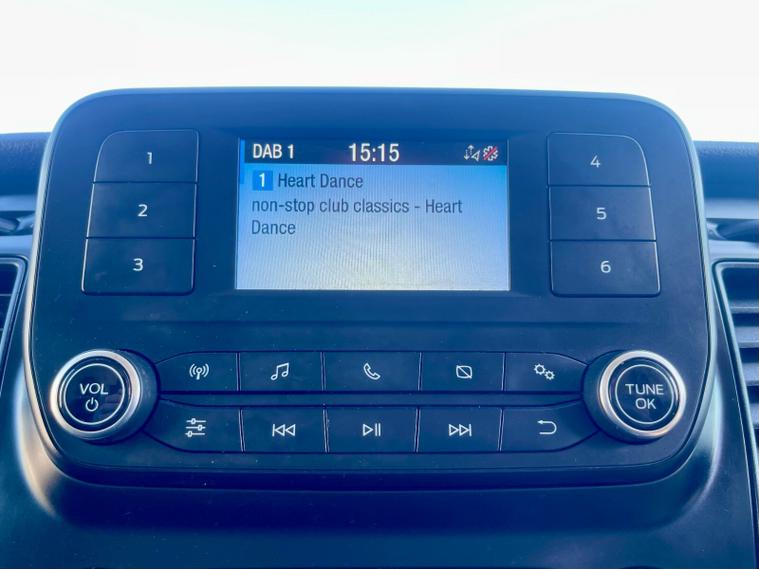 DAB 1 15:15
1 Heart Dance
non-stop club classics - Heart
Dance
1
2
3
4
5
6
VOL
TUNE
OK